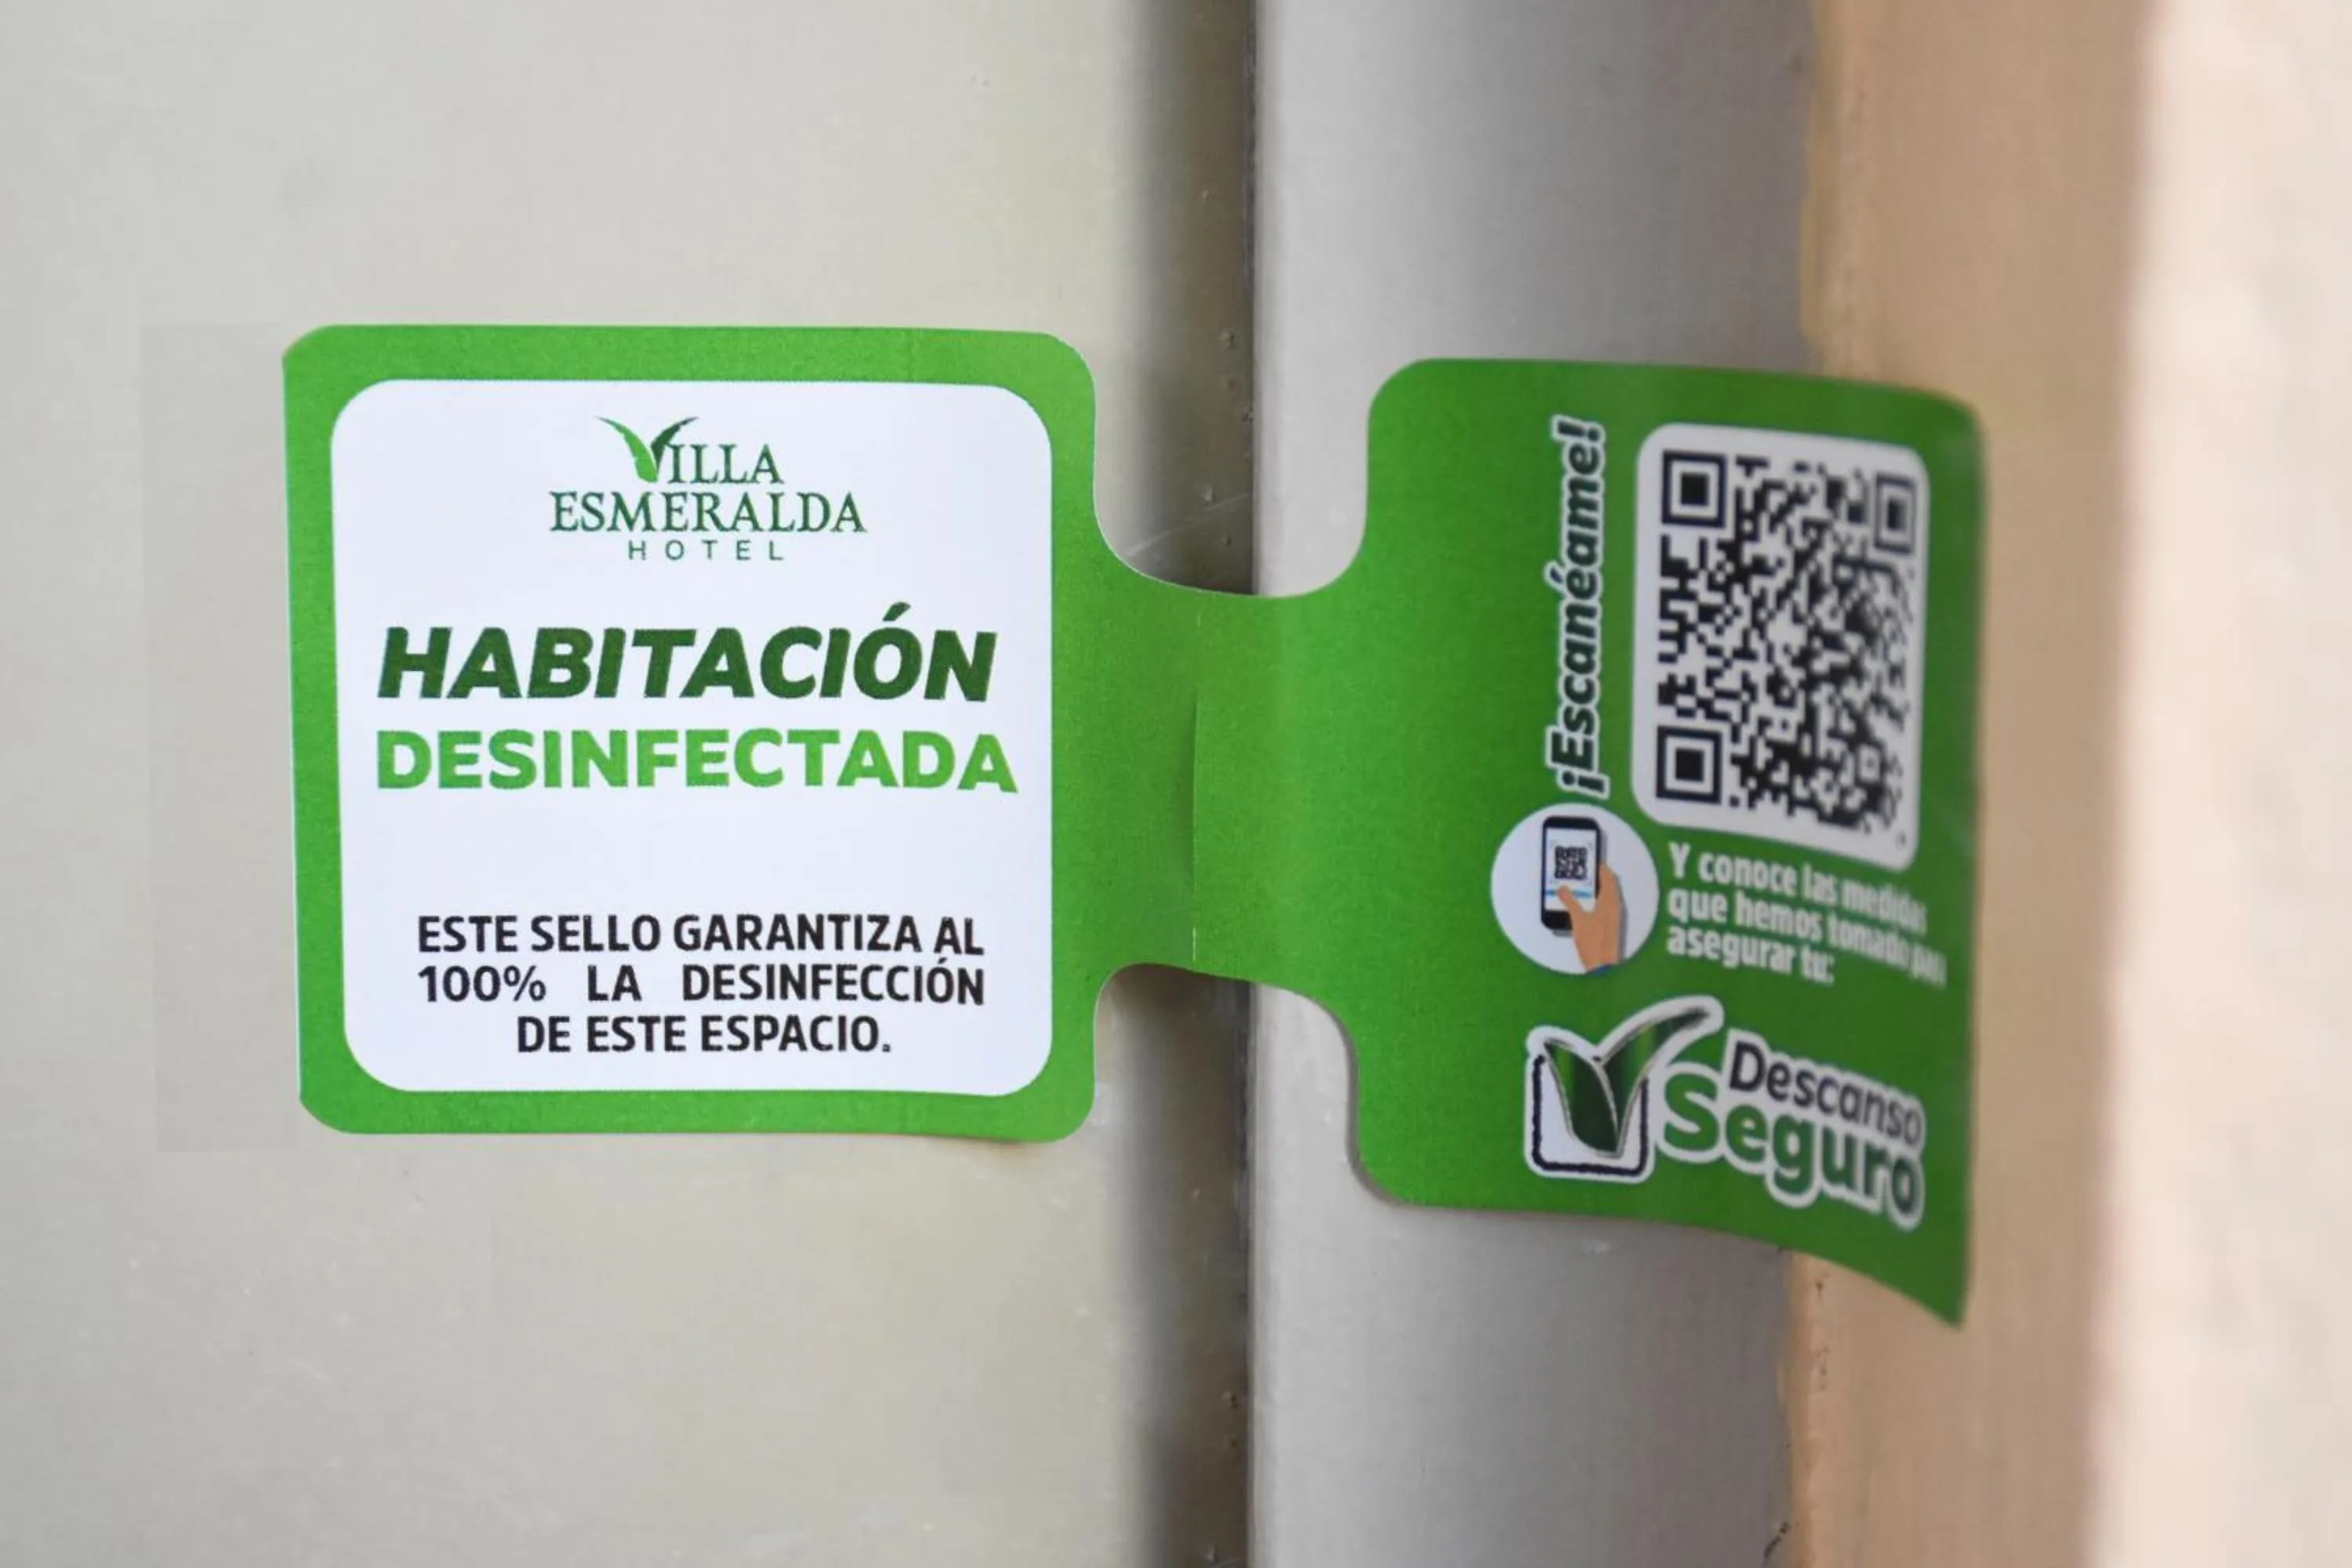 VILLA
ESMERALDA
HOTEL
HABITACIÓN
DESINFECTADA
ESTE SELLO GARANTIZA AL
100% LA DESINFECCIÓN
DE ESTE ESPACIO.
¡Escanéame!
Y conoce las medidas
que hemos tomado para
asegurar tu:
Descanso
Seguro